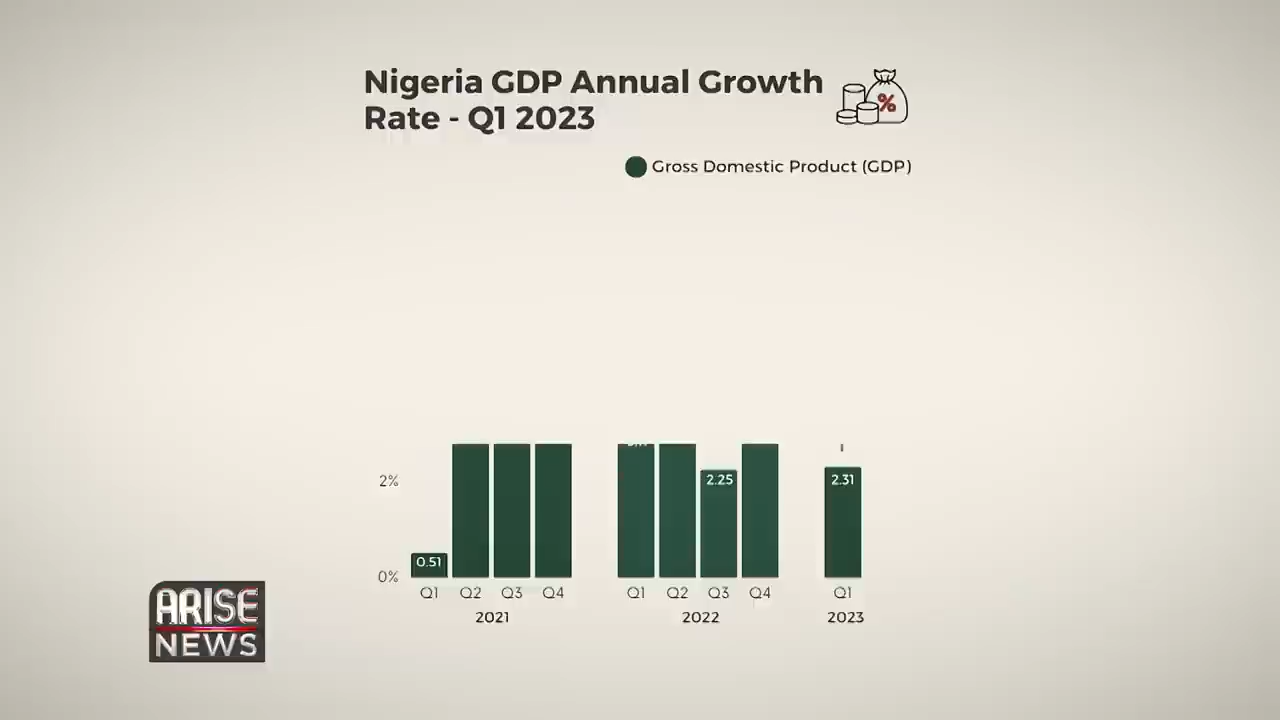 Nigeria GDP Annual Growth
Rate - Q1 2023
%
Gross Domestic Product (GDP)
2%
2.25
2.31
0.51
0%
Q1 Q2 Q3 Q4 Q1 Q2 Q3 Q4 Q1
2021 2022 2023
ARISE
NEWS